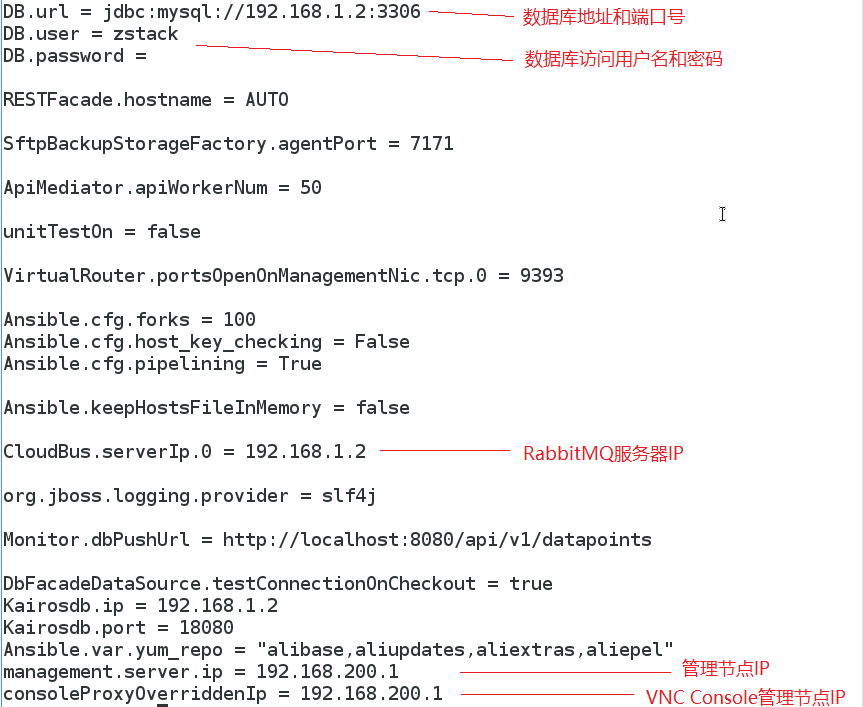 DB.url = jdbc:mysql://192.168.1.2:3306 数据库地址和端口号
DB.user = zstack
DB.password = 数据库访问用户名和密码
RESTFacade.hostname = AUTO
SftpBackupStorageFactory.agentPort = 7171
ApiMediator.apiWorkerNum = 50
unitTestOn = false
VirtualRouter.portsOpenOnManagementNic.tcp.0 = 9393
Ansible.cfg.forks = 100
Ansible.cfg.host_key_checking = False
Ansible.cfg.pipelining = True
Ansible.keepHostsFileInMemory = false
CloudBus.serverIp.0 = 192.168.1.2 RabbitMQ服务器IP
org.jboss.logging.provider = slf4j
Monitor.dbPushUrl = http://localhost:8080/api/v1/datapoints
DbFacadeDataSource.testConnectionOnCheckout = true
Kairosdb.ip = 192.168.1.2
Kairosdb.port = 18080
Ansible.var.yum_repo = "alibase,aliupdates,aliextras,aliepel"
management.server.ip = 192.168.200.1 管理节点IP
consoleProxyOverriddenIp = 192.168.200.1 VNC Console管理节点IP